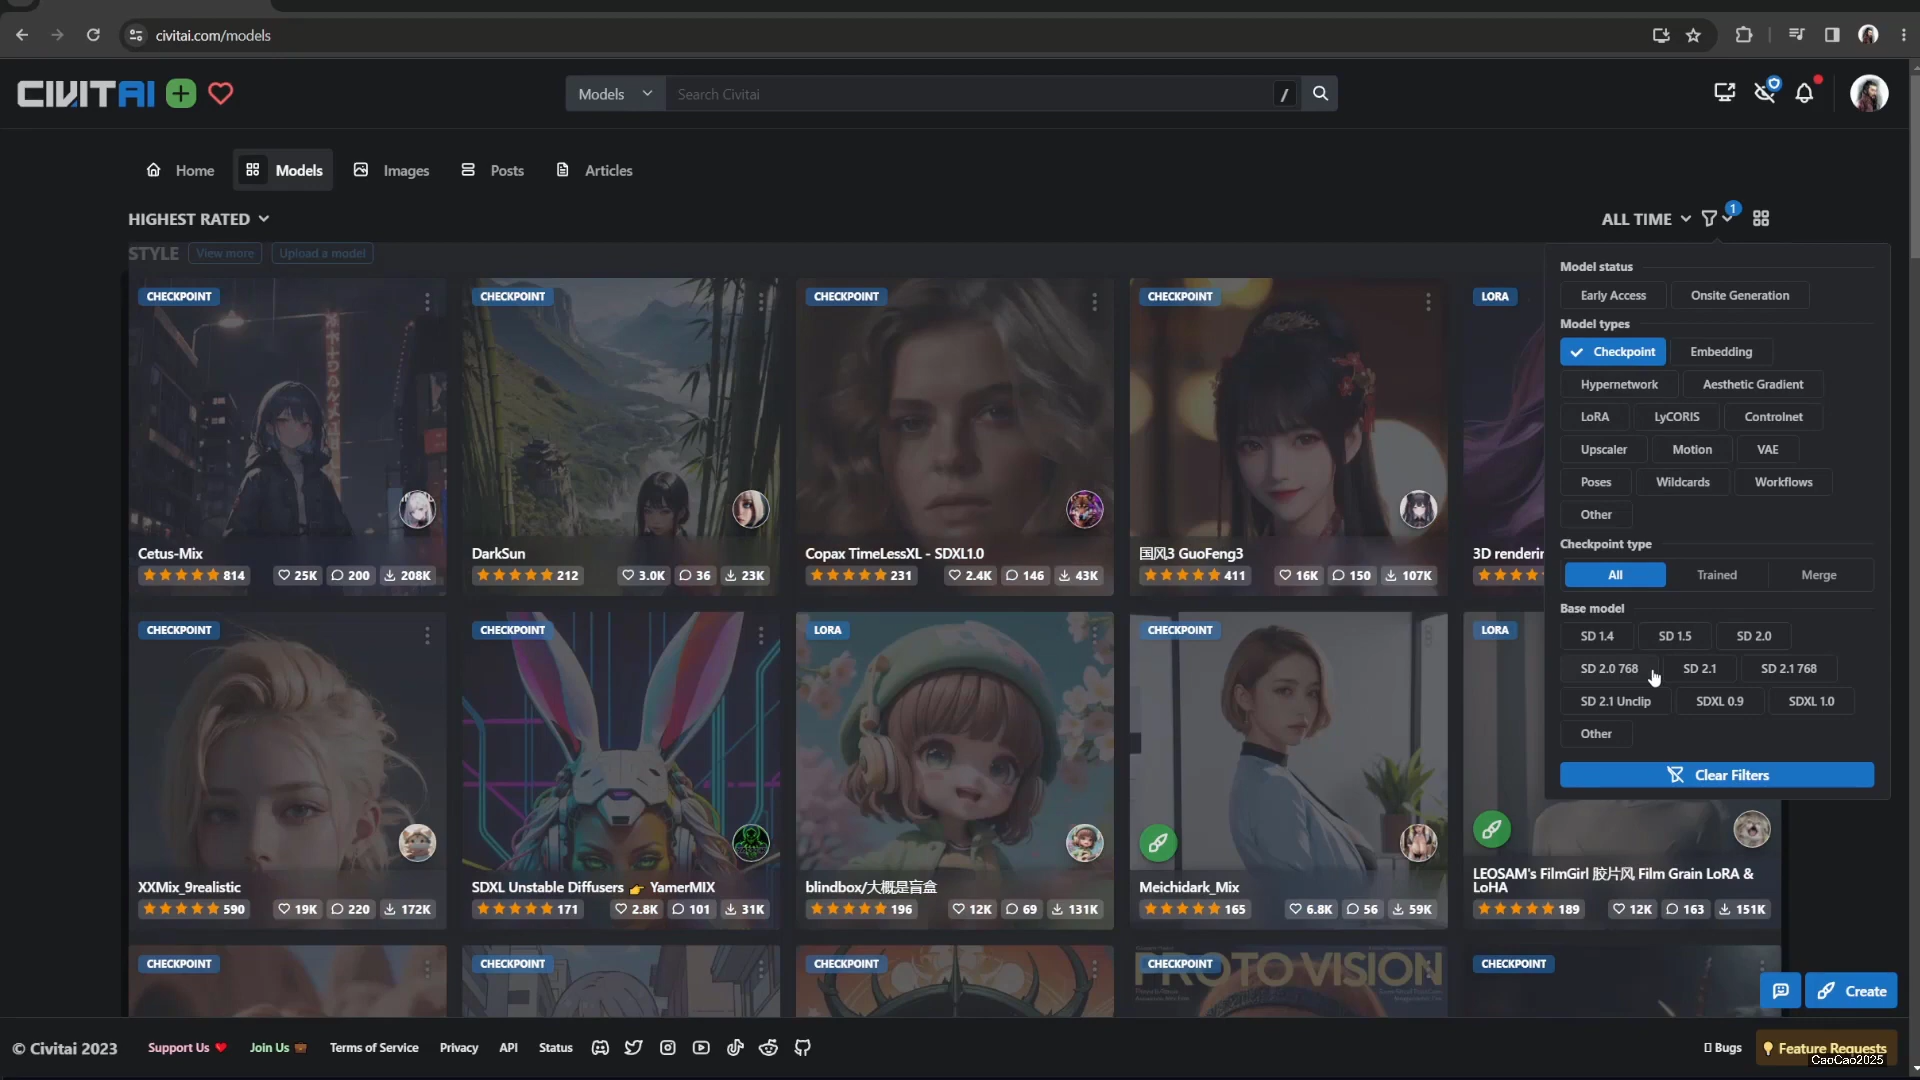 civitai.com/models
CIVITAI
Models
Search Civitai
/
Home
Models
Images
Posts
Articles
HIGHEST RATED
ALL TIME
1
STYLE
View more
Upload a model
CHECKPOINT
CHECKPOINT
CHECKPOINT
CHECKPOINT
LORA
Cetus-Mix
814
25K
200
208K
DarkSun
212
3.0K
36
23K
Copax TimeLessXL - SDXL1.0
231
2.4K
146
43K
国风3 GuoFeng3
411
16K
150
107K
3D renderin
Model status
Early Access
Onsite Generation
Model types
Checkpoint
Embedding
Hypernetwork
Aesthetic Gradient
LoRA
LyCORIS
Controlnet
Upscaler
Motion
VAE
Poses
Wildcards
Workflows
Other
Checkpoint type
All
Trained
Merge
Base model
SD 1.4
SD 1.5
SD 2.0
SD 2.0 768
SD 2.1
SD 2.1 768
SD 2.1 Unclip
SDXL 0.9
SDXL 1.0
Other
Clear Filters
CHECKPOINT
CHECKPOINT
LORA
CHECKPOINT
LORA
XXMix_9realistic
590
19K
220
172K
SDXL Unstable Diffusers 👉 YamerMIX
171
2.8K
101
31K
blindbox/大概是盲盒
196
12K
69
131K
Meichidark_Mix
165
6.8K
56
59K
LEOSAM's FilmGirl 胶片风 Film Grain LoRA &
LoHA
189
12K
163
151K
CHECKPOINT
CHECKPOINT
CHECKPOINT
CHECKPOINT
PROTO VISION
CHECKPOINT
Create
© Civitai 2023
Support Us
Join Us
Terms of Service
Privacy
API
Status
Bugs
Feature Requests
CaoCao2025